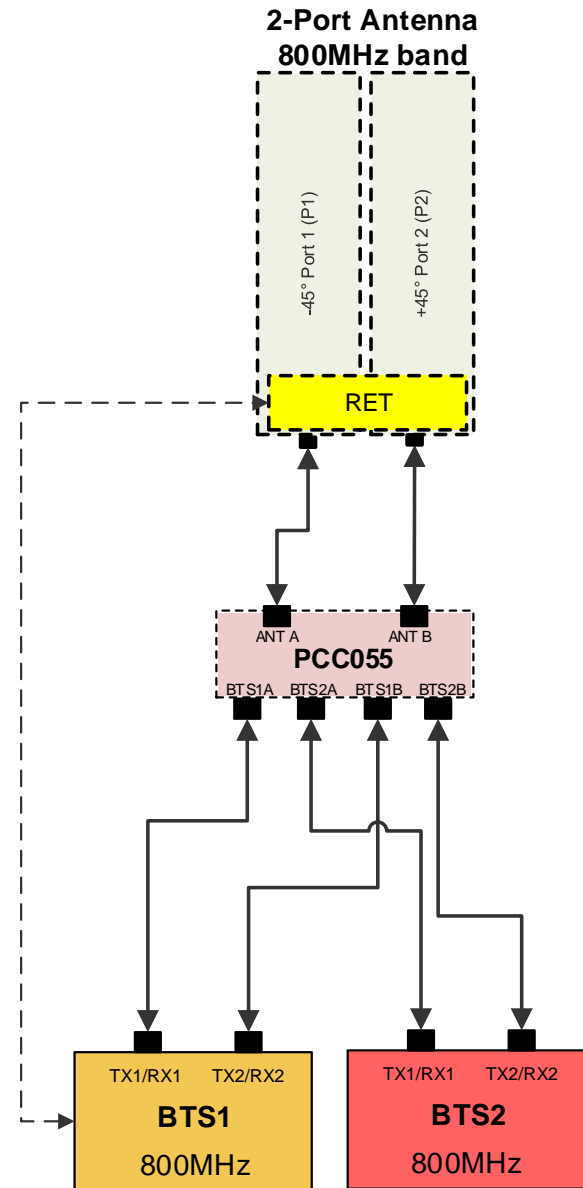 2-Port Antenna
800MHz band
-45° Port 1 (P1)
+45° Port 2 (P2)
RET
ANT A
ANT B
PCC055
BTS1A
BTS2A
BTS1B
BTS2B
TX1/RX1
TX2/RX2
BTS1
800MHz
TX1/RX1
TX2/RX2
BTS2
800MHz